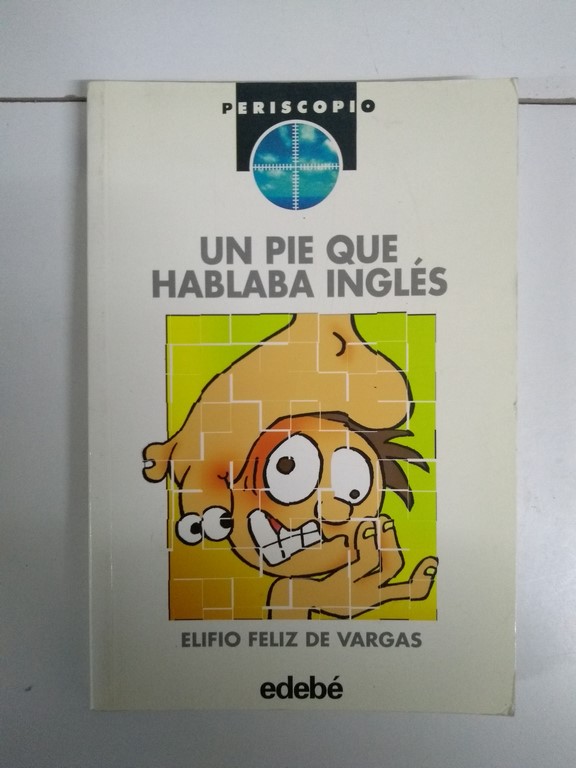 PERISCOPIO
UN PIE QUE
HABLABA INGLÉS
ELIFIO FELIZ DE VARGAS
edebé